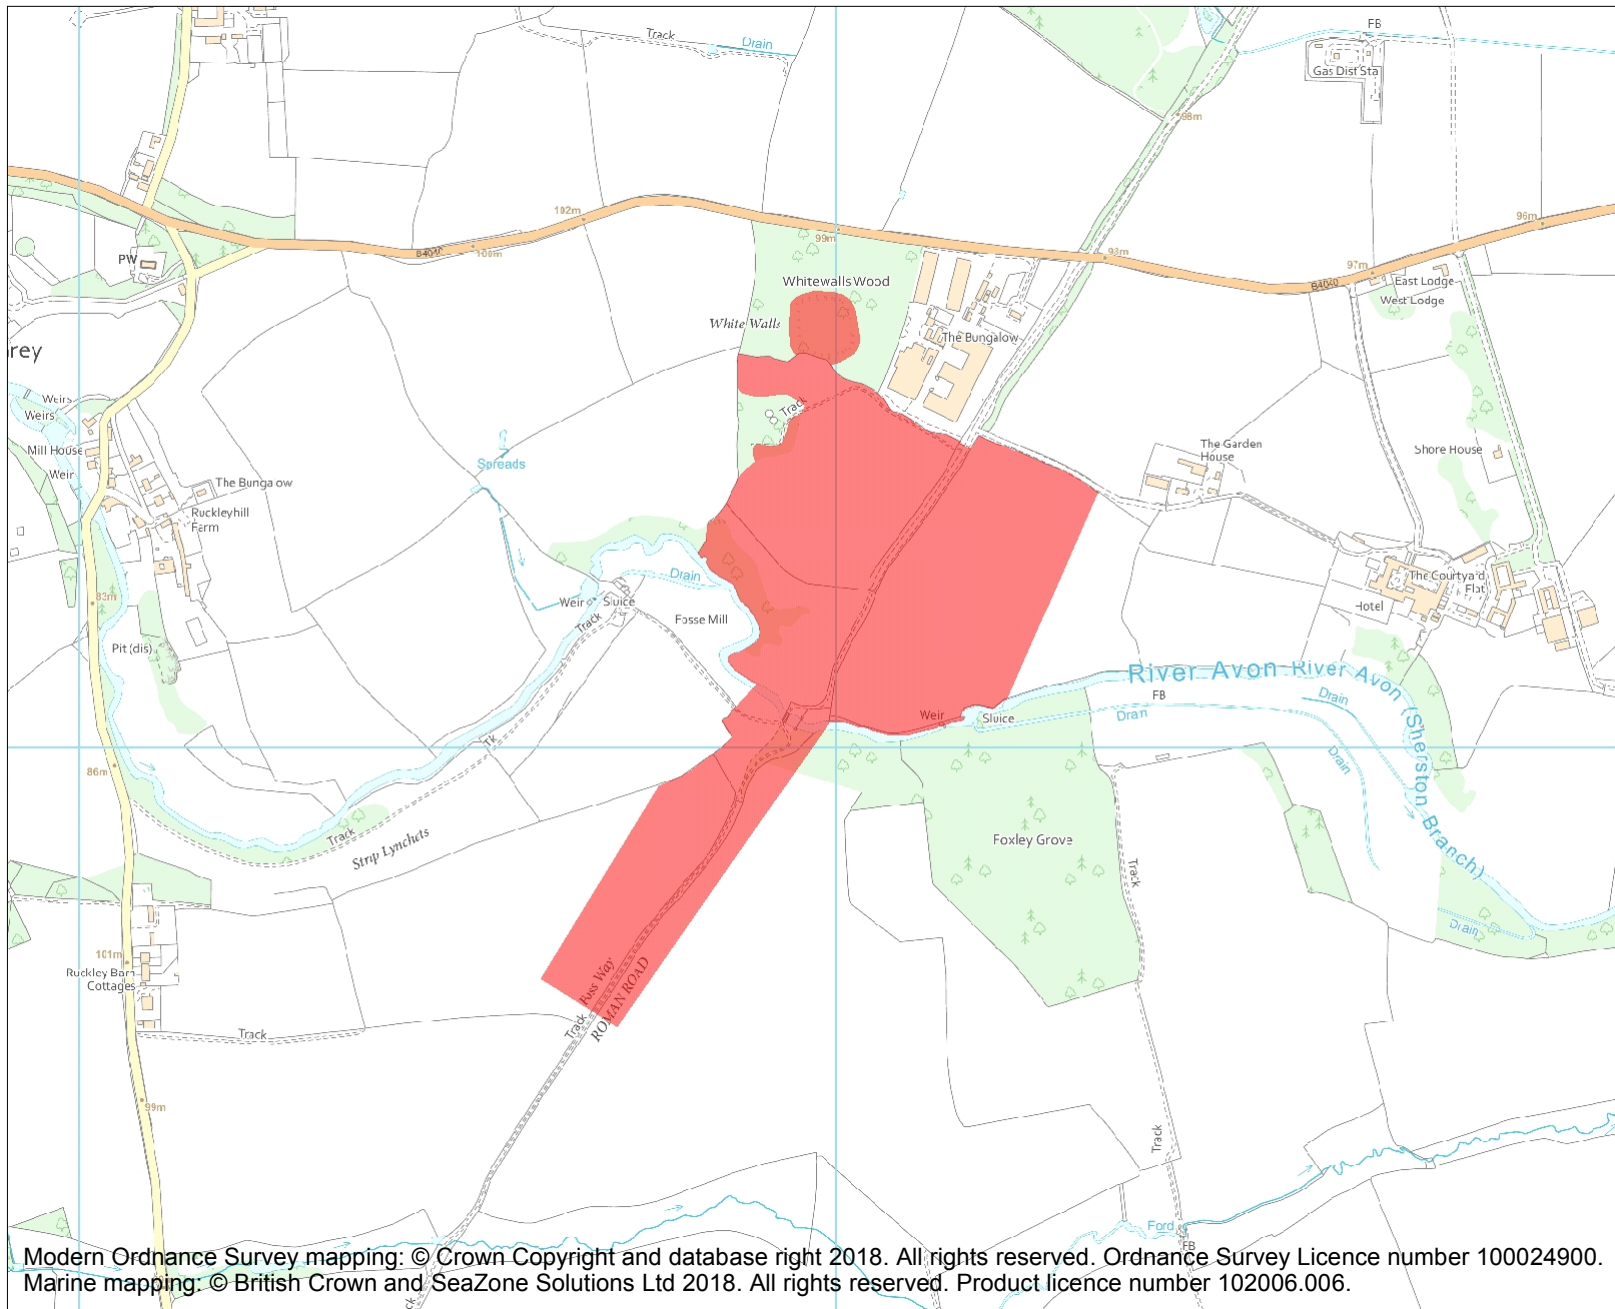 Track
Drain
FB
Gas Dist Sta
98m
102m
99m
B4040
100m
98m
96m
97m
B4040
East Lodge
West Lodge
PW
Whitewalls Wood
White Walls
The Bungalow
rey
Weirs
Weirs
Mill House
Weir
Track
The Garden
House
Shore House
Spreads
The Bungalow
Ruckleyhill
Farm
Drain
Weir
Sluice
Track
Fosse Mill
83m
Pit (dis)
The Courtyard
Flat
Hotel
River Avon
River Avon (Sherston Branch)
FB
Drain
Drain
Weir
Sluice
Drain
Tk
86m
Track
Strip Lynchets
Foxley Grove
Track
Drain
101m
Ruckley Barn
Cottages
Track
Foss Way
ROMAN ROAD
Track
99m
Track
Ford
FB
Modern Ordnance Survey mapping: © Crown Copyright and database right 2018. All rights reserved. Ordnance Survey Licence number 100024900.
Marine mapping: © British Crown and SeaZone Solutions Ltd 2018. All rights reserved. Product licence number 102006.006.